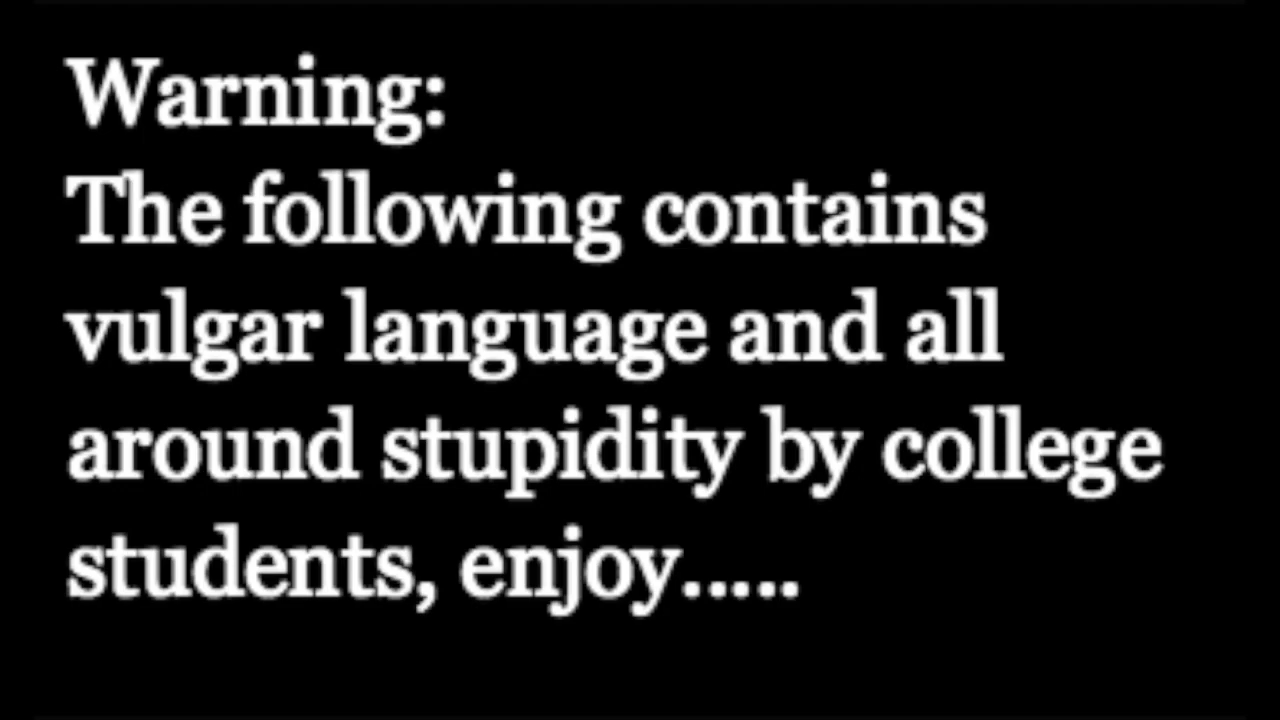 Warning:
The following contains
vulgar language and all
around stupidity by college
students, enjoy.....